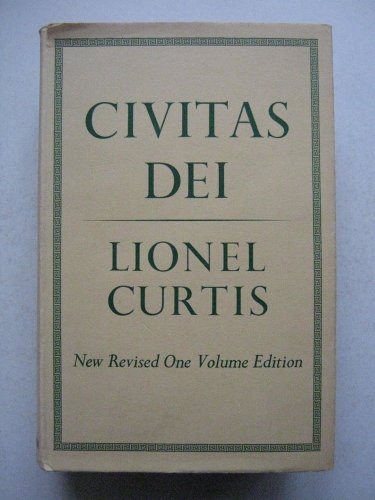 CIVITAS
DEI
LIONEL
CURTIS
New Revised One Volume Edition